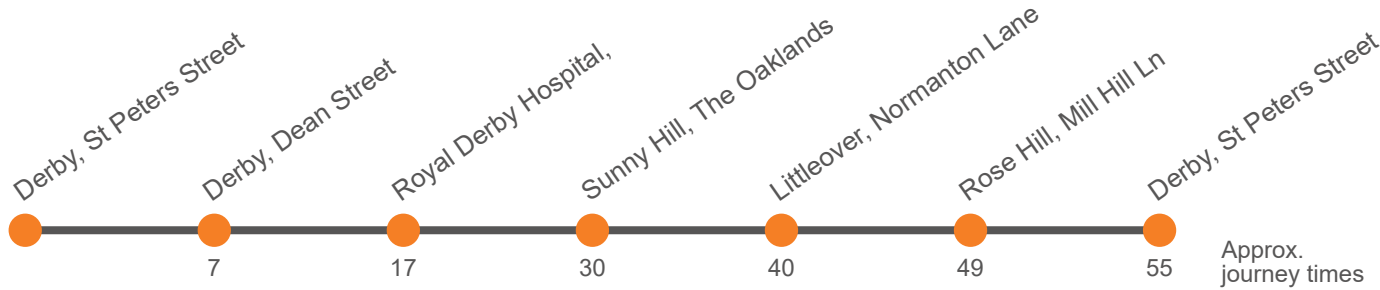 Derby, St Peters Street
Derby, Dean Street
Royal Derby Hospital,
Sunny Hill, The Oaklands
Littleover, Normanton Lane
Rose Hill, Mill Hill Ln
Derby, St Peters Street
7
17
30
40
49
55
Approx.
journey times